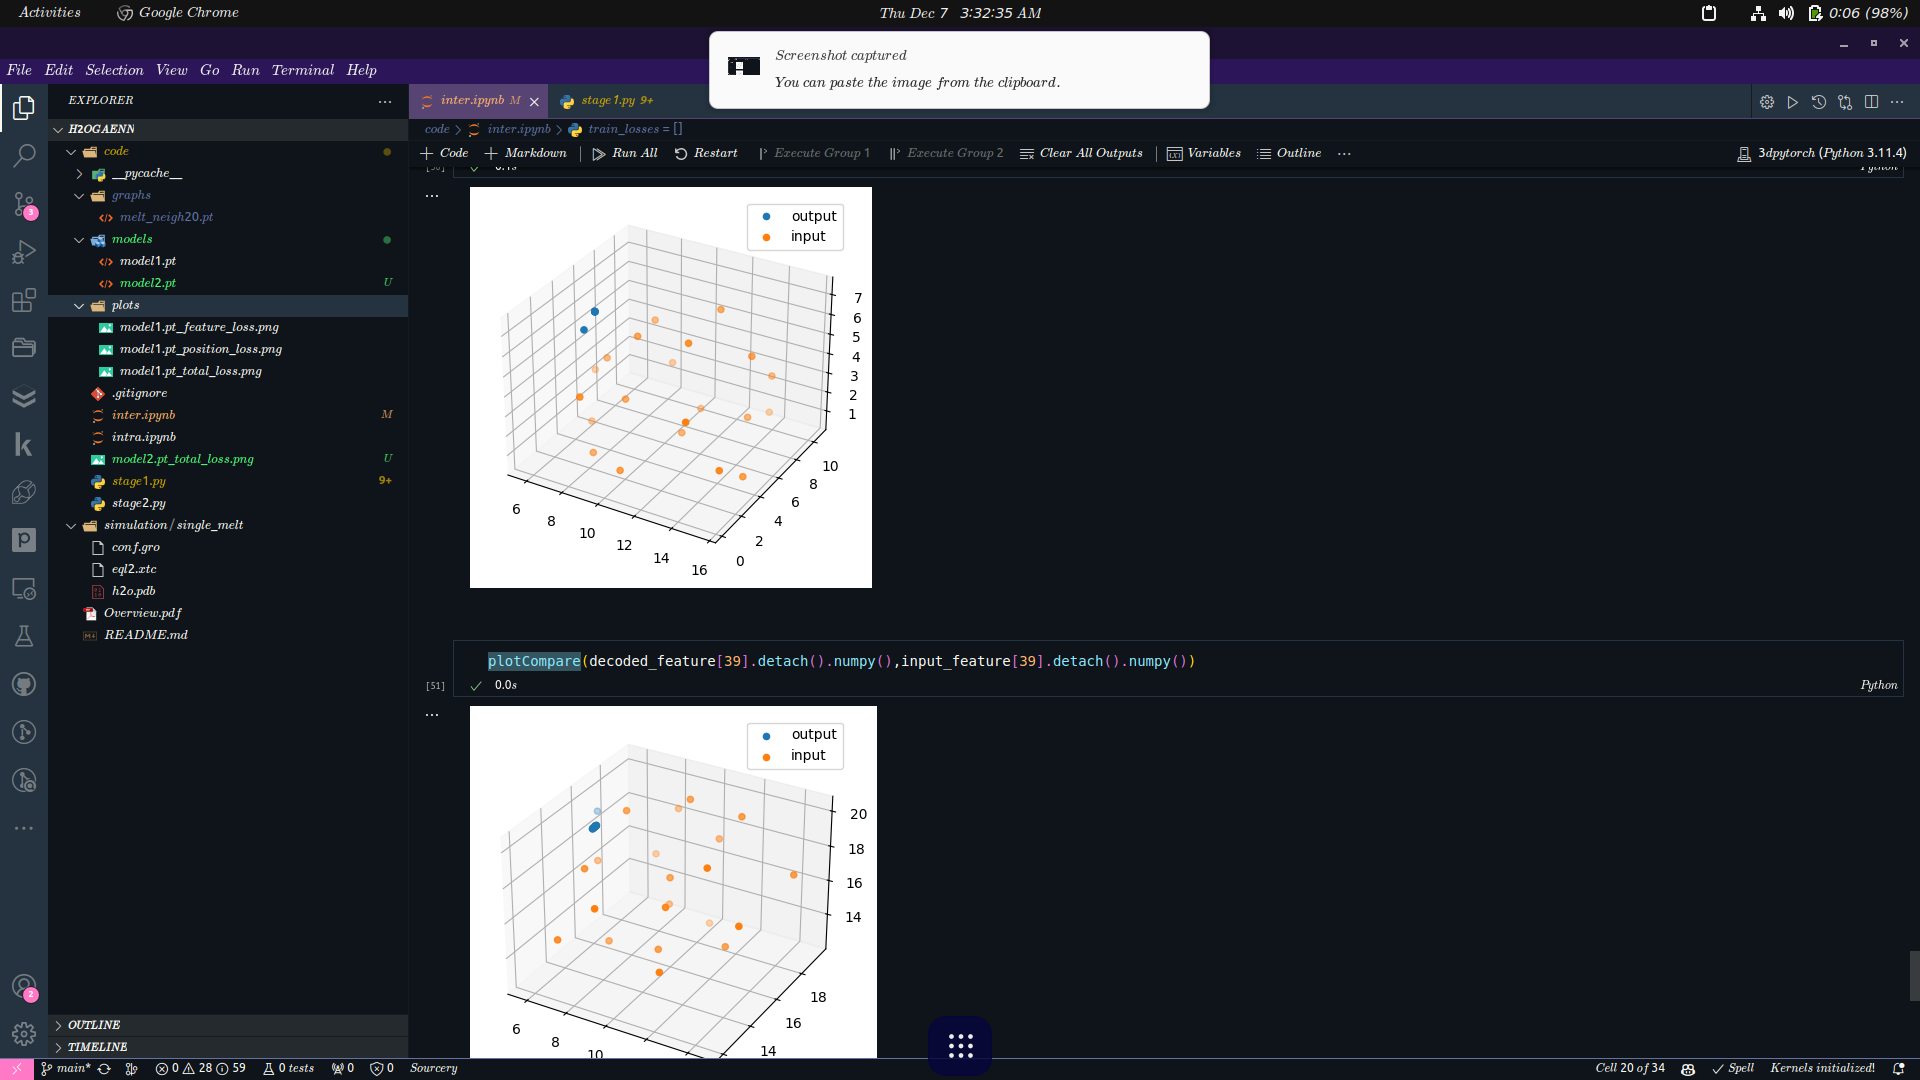 Activities
Google Chrome
Thu Dec 7 3:32:35 AM
0:06 (98%)
Screenshot captured
You can paste the image from the clipboard.
File Edit Selection View Go Run Terminal Help
EXPLORER
inter.ipynb M
stage1.py 9+
H2OGAENN
code > inter.ipynb > train_losses = []
+ Code + Markdown Run All Restart Execute Group 1 Execute Group 2 Clear All Outputs Variables Outline ...
3dpytorch (Python 3.11.4)
code
__pycache__
graphs
melt_neigh20.pt
models
model1.pt
model2.pt U
plots
model1.pt_feature_loss.png
model1.pt_position_loss.png
model1.pt_total_loss.png
.gitignore
inter.ipynb M
intra.ipynb
model2.pt_total_loss.png U
stage1.py 9+
stage2.py
simulation/single_melt
conf.gro
eql2.xtc
h2o.pdb
Overview.pdf
README.md
3
2
OUTLINE
TIMELINE
output
input
7
6
5
4
3
2
1
10
8
6
4
2
0
6
8
10
12
14
16
plotCompare(decoded_feature[39].detach().numpy(),input_feature[39].detach().numpy())
[51]
0.0s
Python
output
input
20
18
16
14
18
16
14
6
8
10
main* 0 28 59 0 tests 0 0 Sourcery
Cell 20 of 34 Spell Kernels initialized!